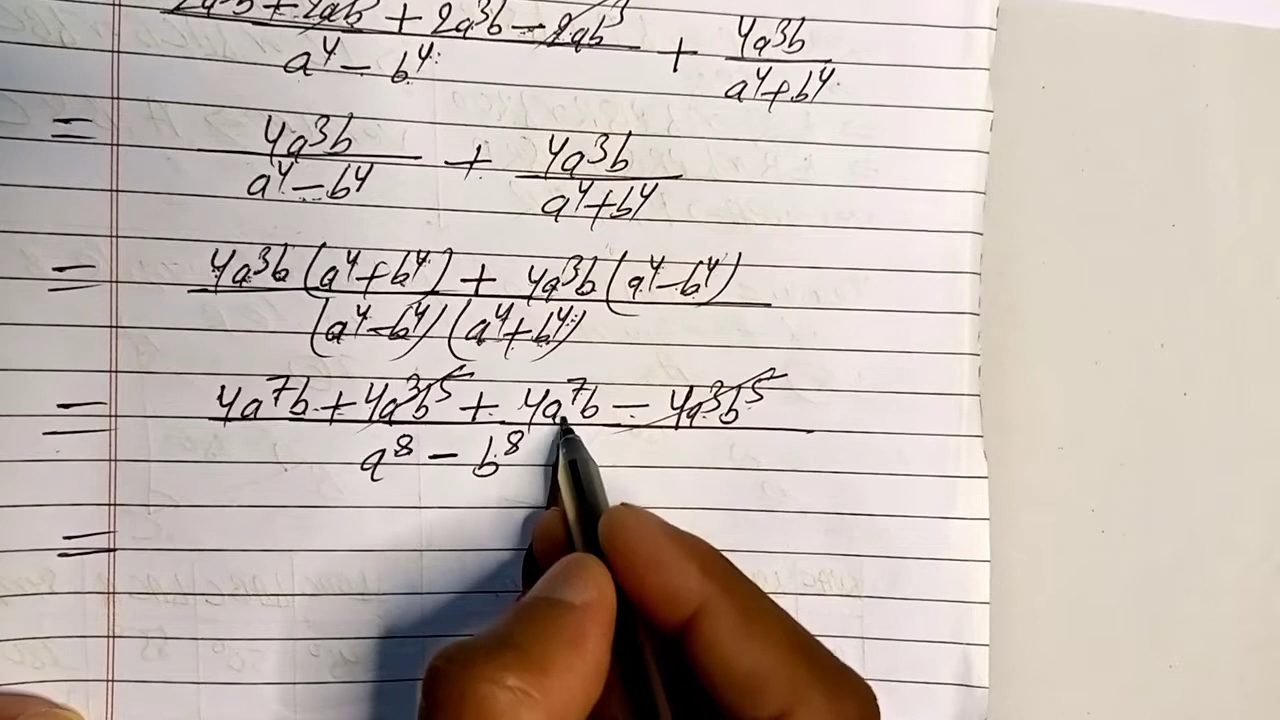 2a³b + 2ab³ + 2a³b - 2ab³ / a⁴ - b⁴ + 4a³b / a⁴+b⁴
= 4a³b / a⁴-b⁴ + 4a³b / a⁴+b⁴
= 4a³b(a⁴+b⁴) + 4a³b(a⁴-b⁴) / (a⁴-b⁴)(a⁴+b⁴)
= 4a⁷b + 4a³b⁵ + 4a⁷b - 4a³b⁵ / a⁸ - b⁸
=